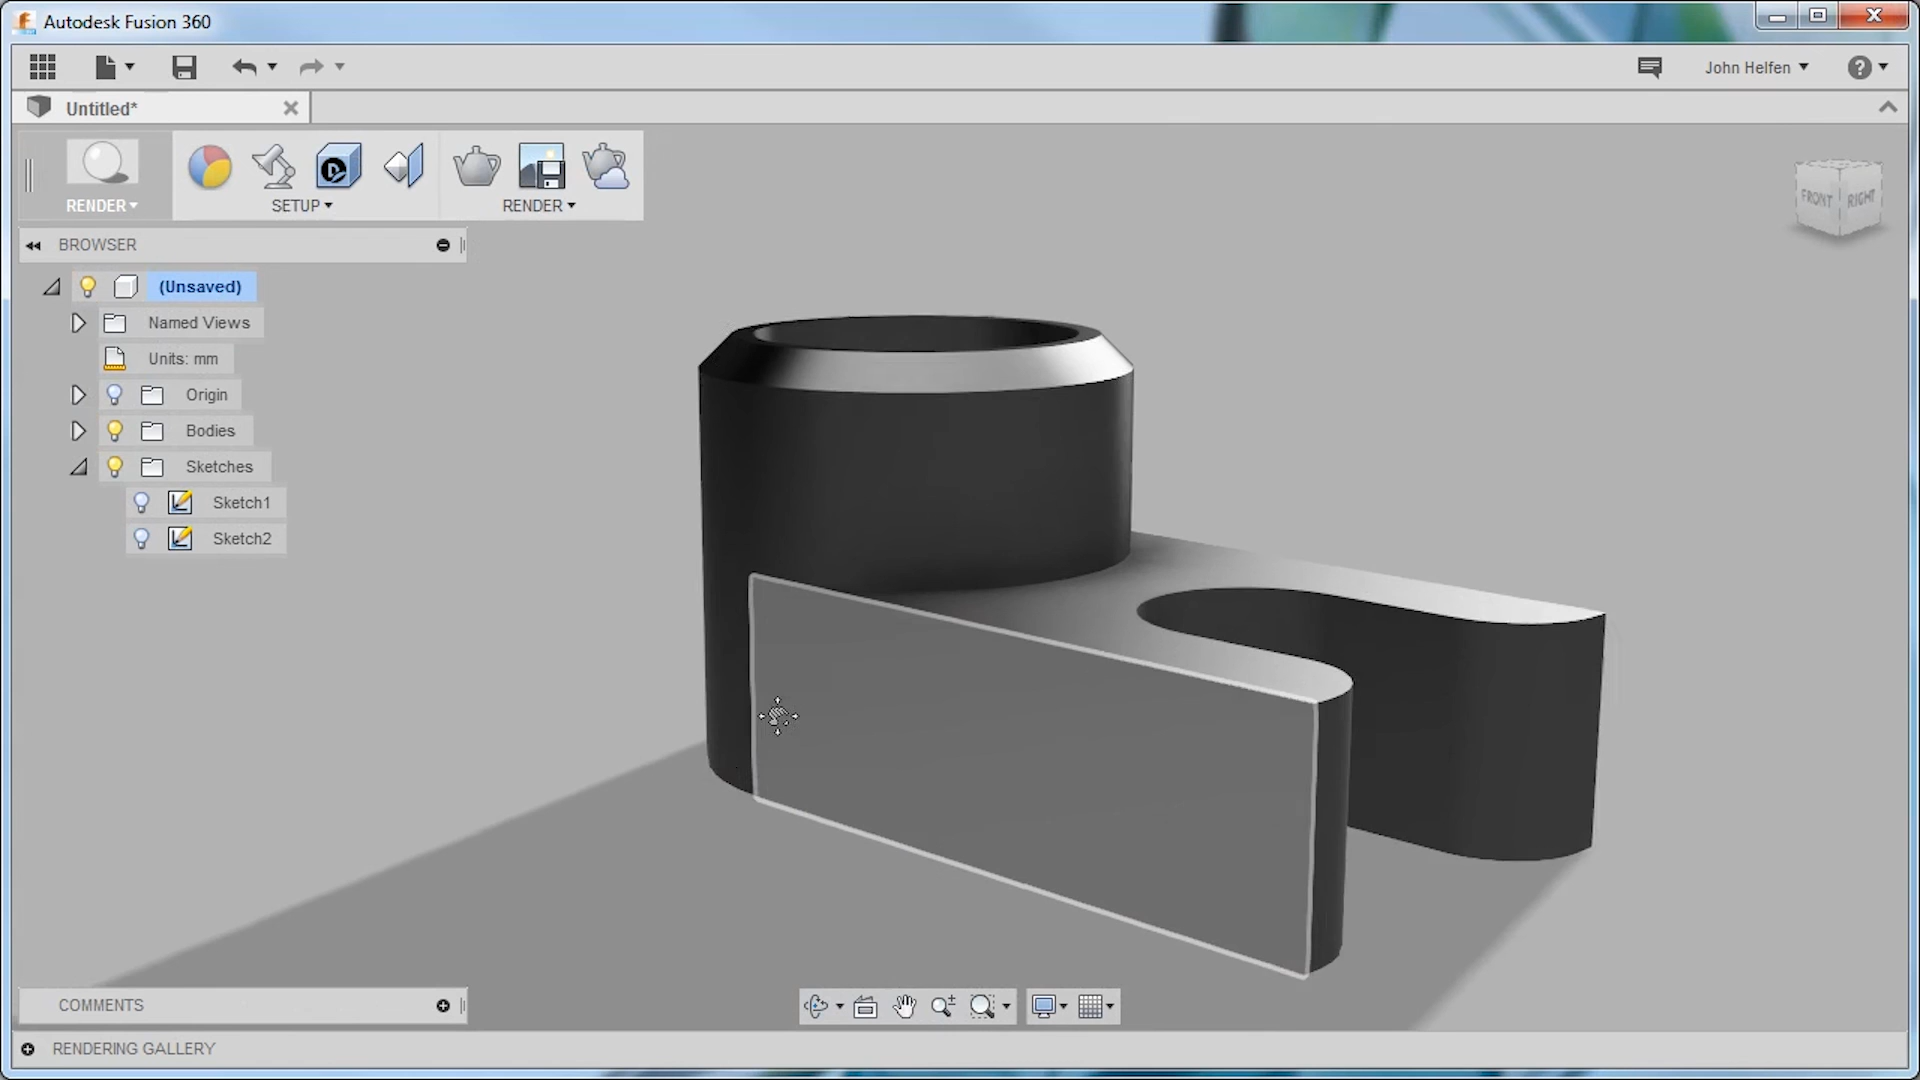 Autodesk Fusion 360
John Helfen
?
Untitled*
RENDER
SETUP
RENDER
FRONT
RIGHT
BROWSER
(Unsaved)
Named Views
Units: mm
Origin
Bodies
Sketches
Sketch1
Sketch2
COMMENTS
RENDERING GALLERY